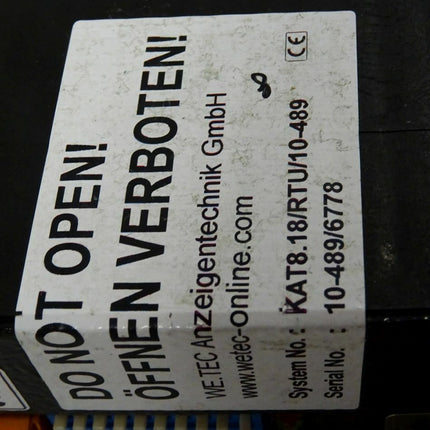 DO NOT OPEN!
ÖFFNEN VERBOTEN!
WE.TEC Anzeigentechnik GmbH
www.wetec-online.com
System No. : KAT8.18/RTU/10-489
Serial No. : 10-489/6778
CE